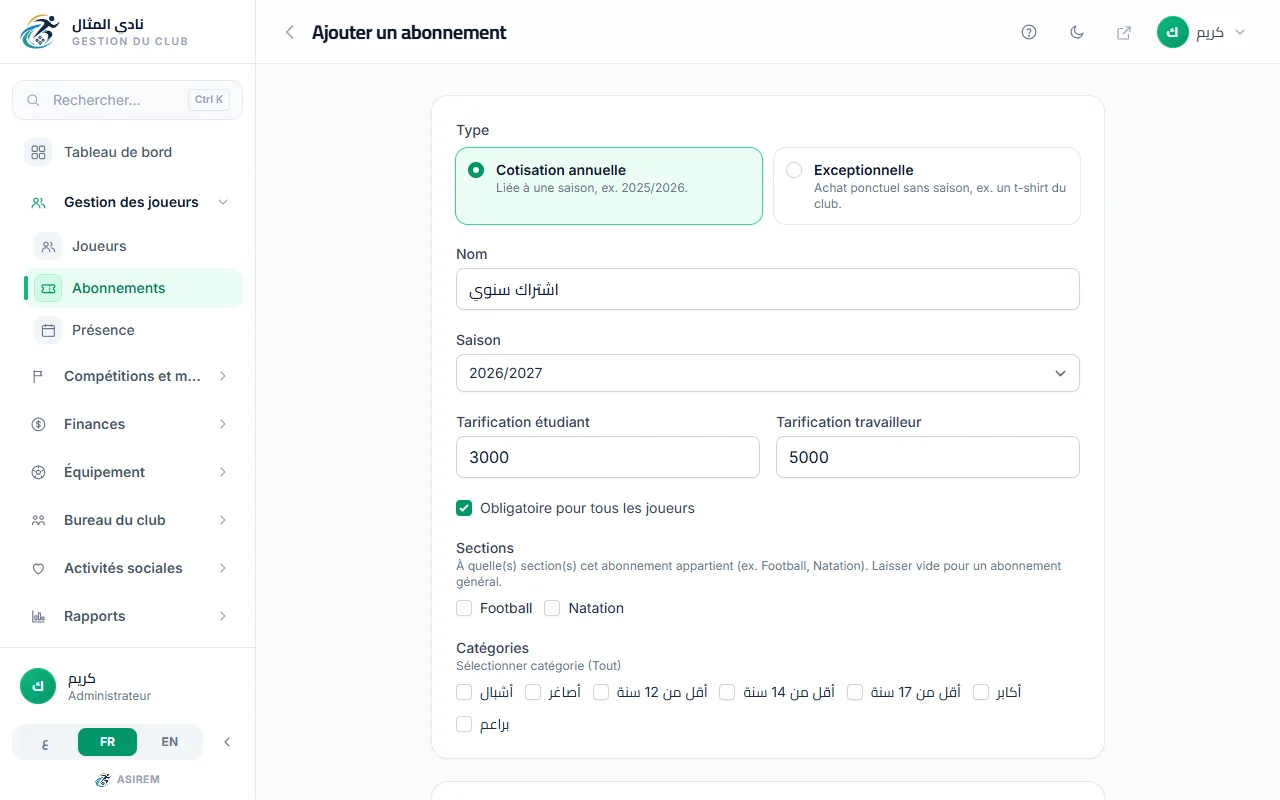 نادي المثال
GESTION DU CLUB
Rechercher...
Ctrl K
Tableau de bord
Gestion des joueurs
Joueurs
Abonnements
Présence
Compétitions et m...
Finances
Équipement
Bureau du club
Activités sociales
Rapports
ك
كريم
Administrateur
ع
FR
EN
ASIREM
Ajouter un abonnement
ك
كريم
Type
Cotisation annuelle
Liée à une saison, ex. 2025/2026.
Exceptionnelle
Achat ponctuel sans saison, ex. un t-shirt du
club.
Nom
اشتراك سنوي
Saison
2026/2027
Tarification étudiant
Tarification travailleur
3000
5000
Obligatoire pour tous les joueurs
Sections
À quelle(s) section(s) cet abonnement appartient (ex. Football, Natation). Laisser vide pour un abonnement
général.
Football
Natation
Catégories
Sélectionner catégorie (Tout)
أشبال
أصاغر
أقل من 12 سنة
أقل من 14 سنة
أقل من 17 سنة
أكابر
براعم